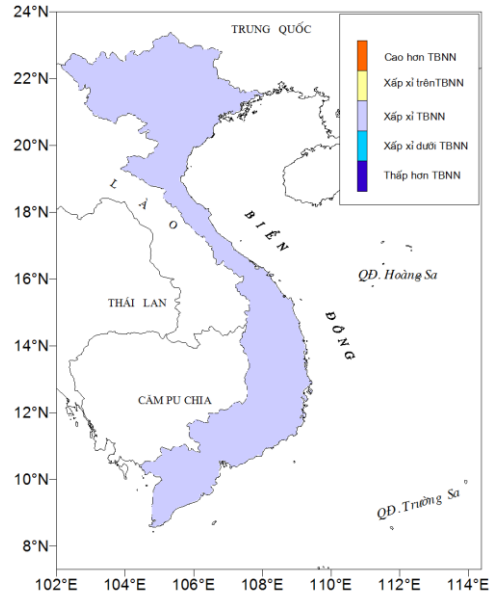 24°N
22°N
20°N
18°N
16°N
14°N
12°N
10°N
8°N
102°E 104°E 106°E 108°E 110°E 112°E 114°E
TRUNG QUỐC
Cao hơn TBNN
Xấp xỉ trênTBNN
Xấp xỉ TBNN
Xấp xỉ dưới TBNN
Thấp hơn TBNN
LÀO
BIỂN
ĐÔNG
QĐ. Hoàng Sa
THÁI LAN
CĂM PU CHIA
QĐ. Trường Sa